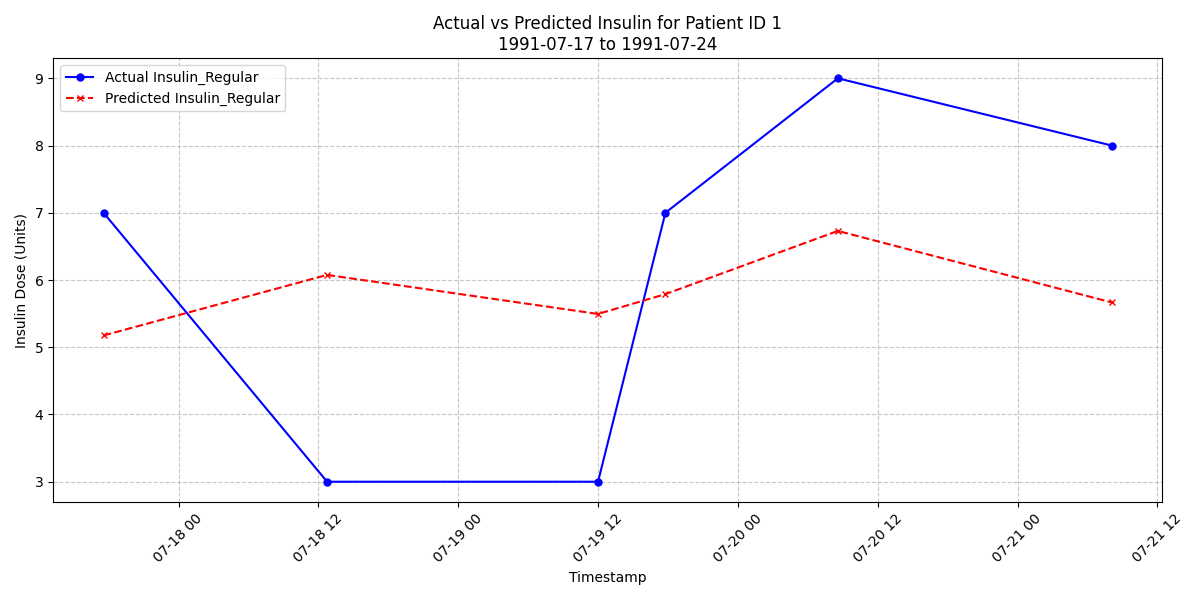 Actual vs Predicted Insulin for Patient ID 1
1991-07-17 to 1991-07-24
Actual Insulin_Regular
Predicted Insulin_Regular
Insulin Dose (Units)
9
8
7
6
5
4
3
07-18 00
07-18 12
07-19 00
07-19 12
07-20 00
07-20 12
07-21 00
07-21 12
Timestamp